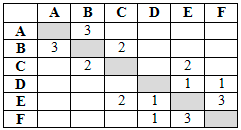 A B C D E F
A 3
B 3 2
C 2 2
D 1 1
E 2 1 3
F 1 3